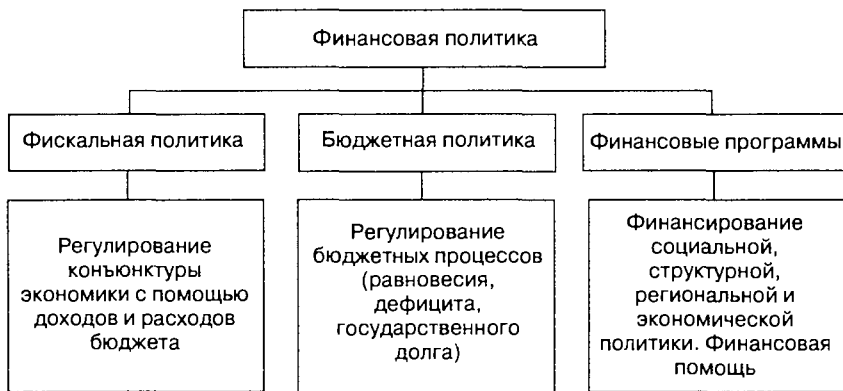 Финансовая политика
Фискальная политика
Бюджетная политика
Финансовые программы
Регулирование
конъюнктуры
экономики с помощью
доходов и расходов
бюджета
Регулирование
бюджетных процессов
(равновесия,
дефицита,
государственного
долга)
Финансирование
социальной,
структурной,
региональной и
экономической
политики. Финансовая
помощь